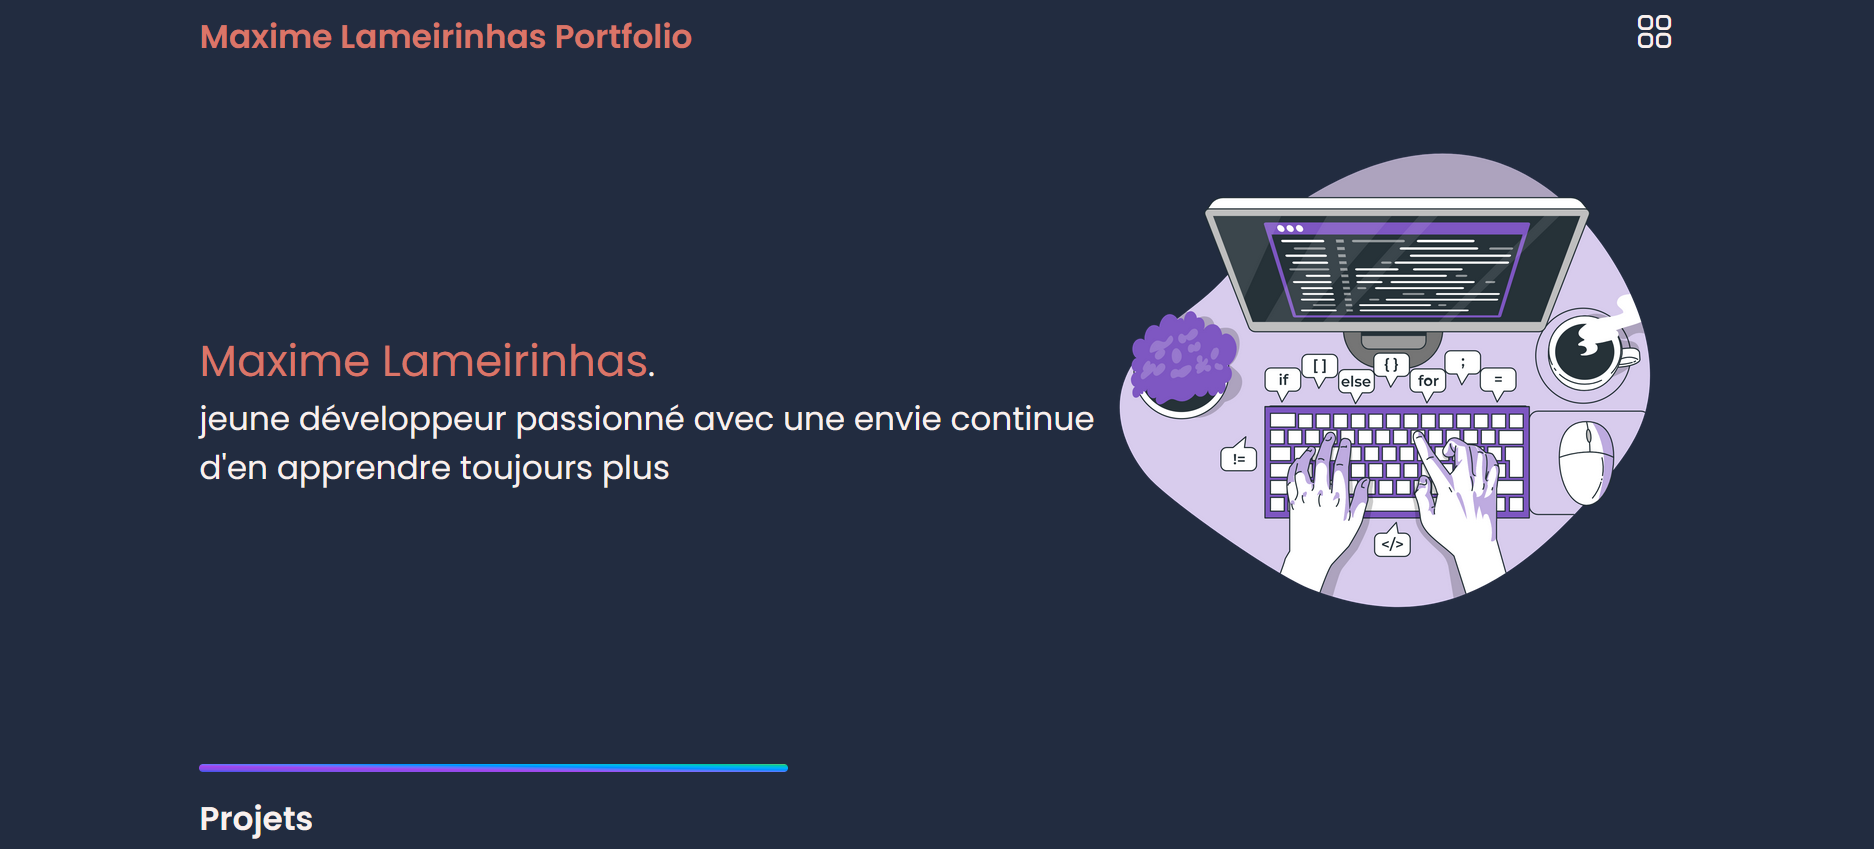 Maxime Lameirinhas Portfolio
Maxime Lameirinhas.
jeune développeur passionné avec une envie continue
d'en apprendre toujours plus
if
[ ]
else
{ }
for
;
=
!=
</>
Projets